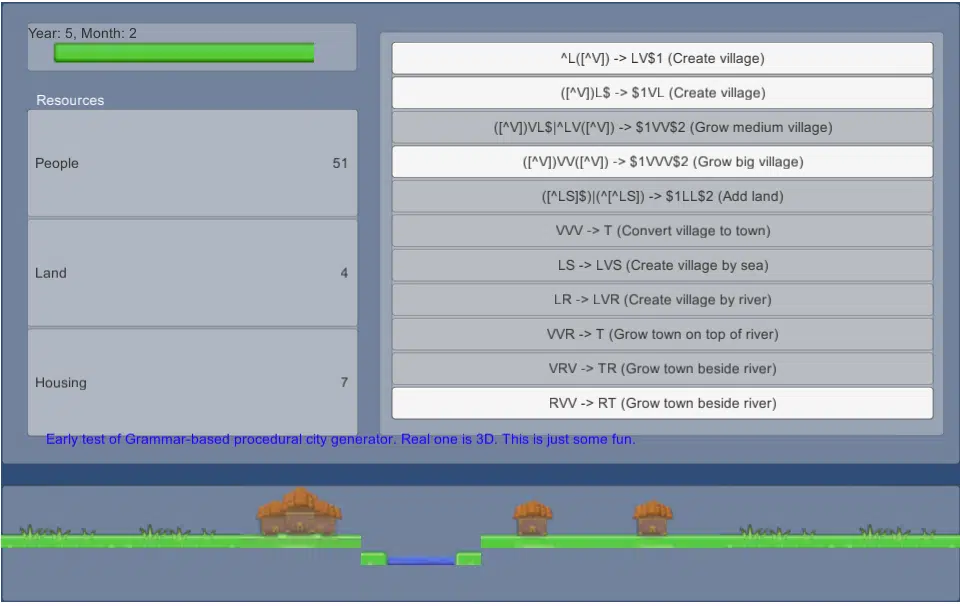 Year: 5, Month: 2
Resources
People 51
Land 4
Housing 7
^L([^V]) -> LV$1 (Create village)
([^V])L$ -> $1VL (Create village)
([^V])VL$|^LV([^V]) -> $1VV$2 (Grow medium village)
([^V])VV([^V]) -> $1VVV$2 (Grow big village)
([^LS]$)|(^[^LS]) -> $1LL$2 (Add land)
VVV -> T (Convert village to town)
LS -> LVS (Create village by sea)
LR -> LVR (Create village by river)
VVR -> T (Grow town on top of river)
VRV -> TR (Grow town beside river)
RVV -> RT (Grow town beside river)
Early test of Grammar-based procedural city generator. Real one is 3D. This is just some fun.